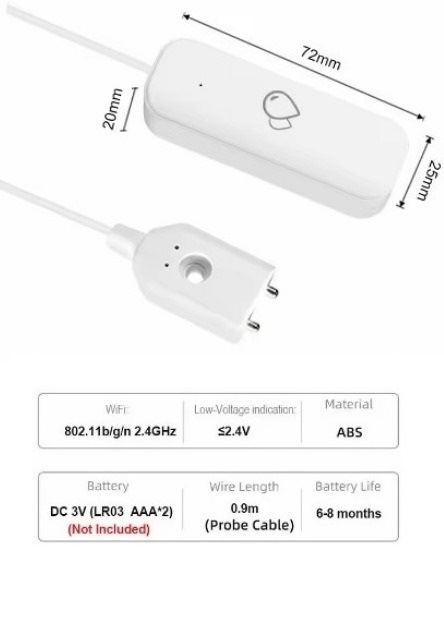 72mm
20mm
25mm
WiFi:
802.11b/g/n 2.4GHz
Low-Voltage indication:
≤2.4V
Material
ABS
Battery
DC 3V (LR03 AAA*2)
(Not Included)
Wire Length
0.9m
(Probe Cable)
Battery Life
6-8 months